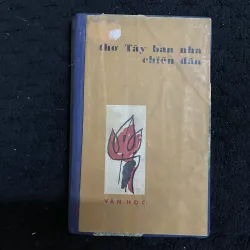 thơ Tây ban nha
chiến đấu
VĂN HỌC